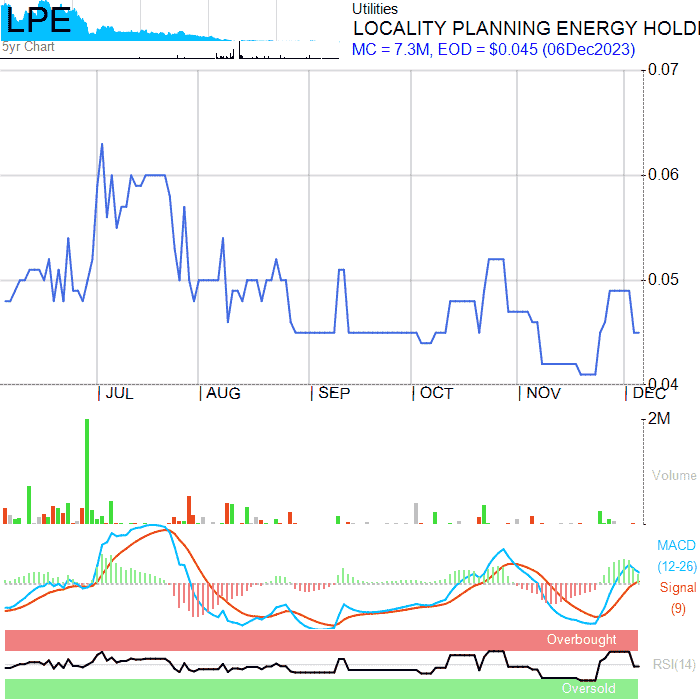 LPE
5yr Chart
Utilities
LOCALITY PLANNING ENERGY HOLDI
MC = 7.3M, EOD = $0.045 (06Dec2023)
0.07
0.06
0.05
0.04
JUL AUG SEP OCT NOV DEC
2M
Volume
MACD
(12-26)
Signal
(9)
Overbought
RSI(14)
Oversold